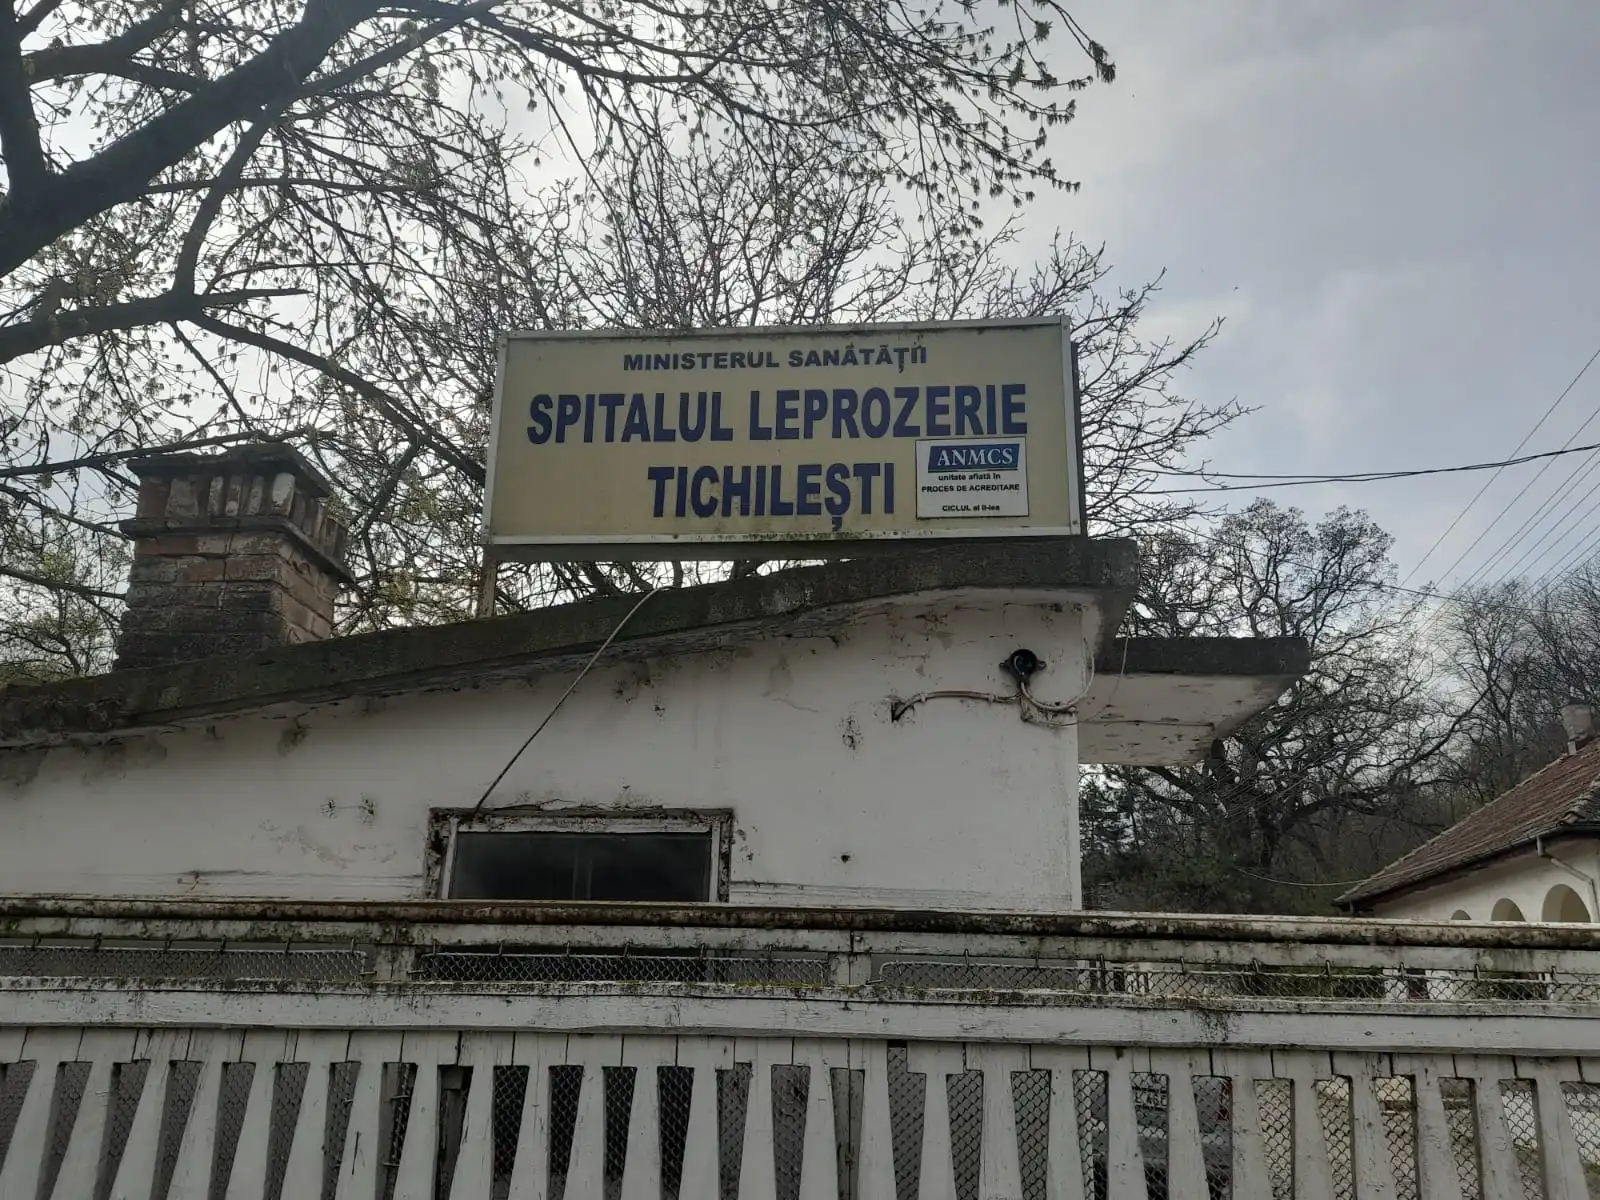 MINISTERUL SANĂTĂȚII
SPITALUL LEPROZERIE
TICHILEȘTI
ANMCS
unitate aflată în
PROCES DE ACREDITARE
CICLUL al II-lea